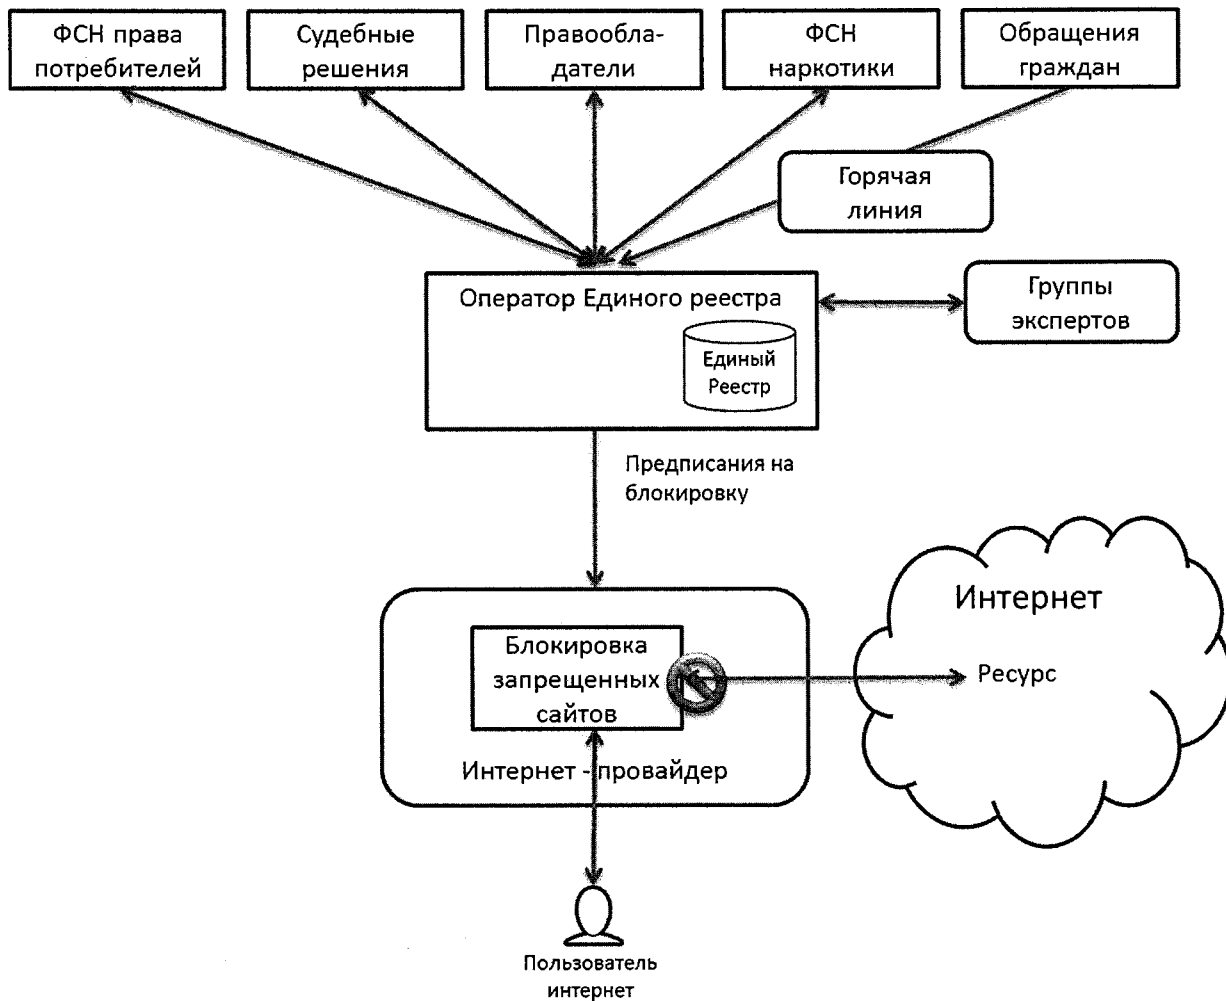 ФСН права
потребителей
Судебные
решения
Правообла-
датели
ФСН
наркотики
Обращения
граждан
Горячая
линия
Оператор Единого реестра
Группы
экспертов
Единый
Реестр
Предписания на
блокировку
Интернет
Блокировка
запрещенных
сайтов
Ресурс
Интернет - провайдер
Пользователь
интернет